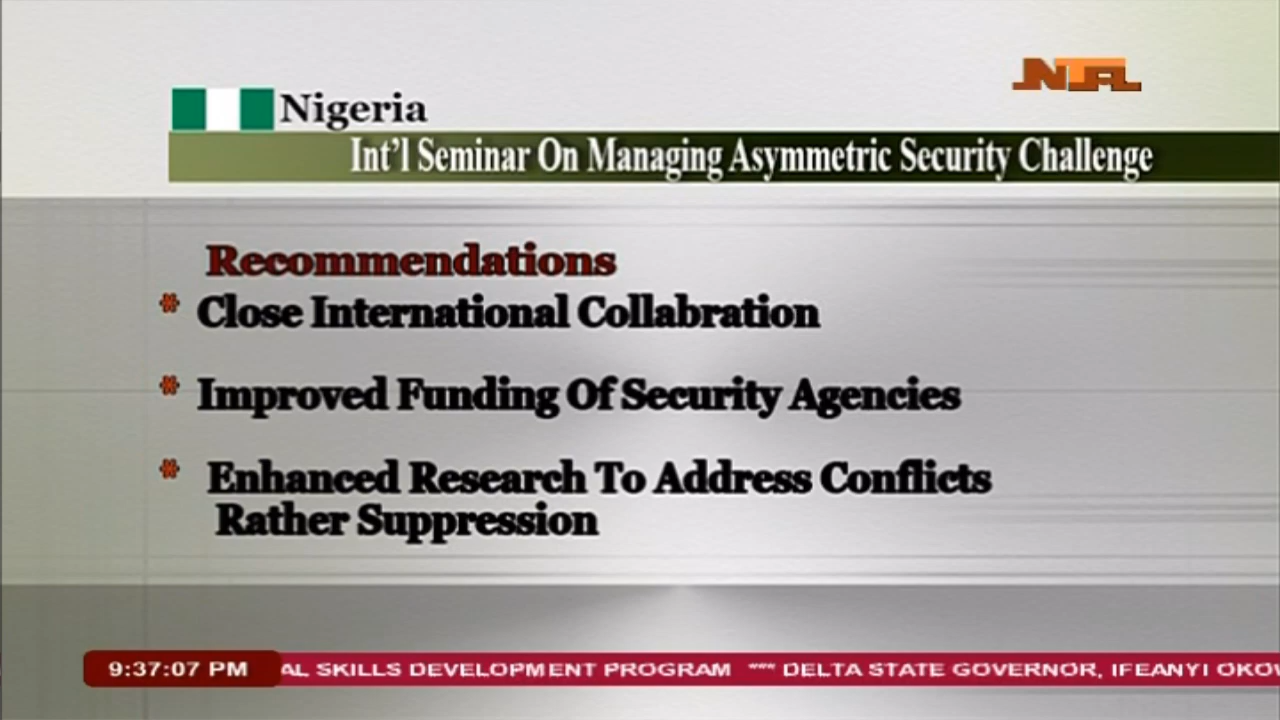 NTA
Nigeria
Int'l Seminar On Managing Asymmetric Security Challenge
Recommendations
* Close International Collabration
* Improved Funding Of Security Agencies
* Enhanced Research To Address Conflicts
Rather Suppression
9:37:07 PM AL SKILLS DEVELOPMENT PROGRAM *** DELTA STATE GOVERNOR, IFEANYI